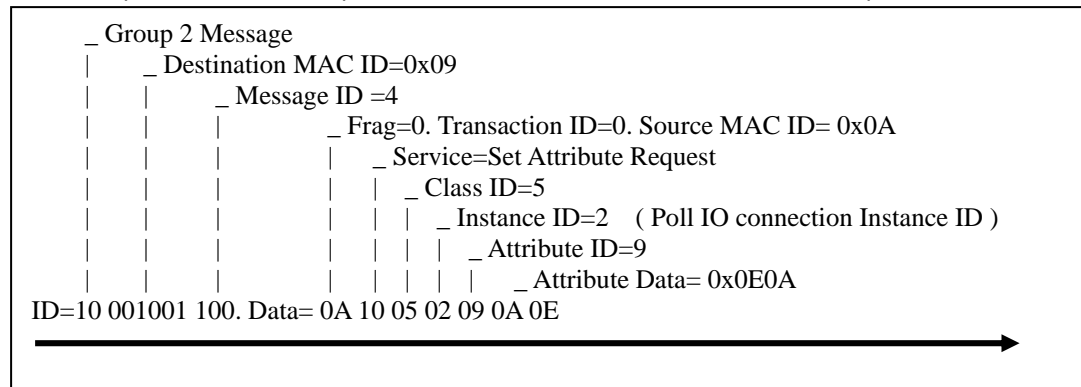 _ Group 2 Message
_ Destination MAC ID=0x09
_ Message ID =4
_ Frag=0. Transaction ID=0. Source MAC ID= 0x0A
_ Service=Set Attribute Request
_ Class ID=5
_ Instance ID=2 ( Poll IO connection Instance ID )
_ Attribute ID=9
_ Attribute Data= 0x0E0A
ID=10 001001 100. Data= 0A 10 05 02 09 0A 0E